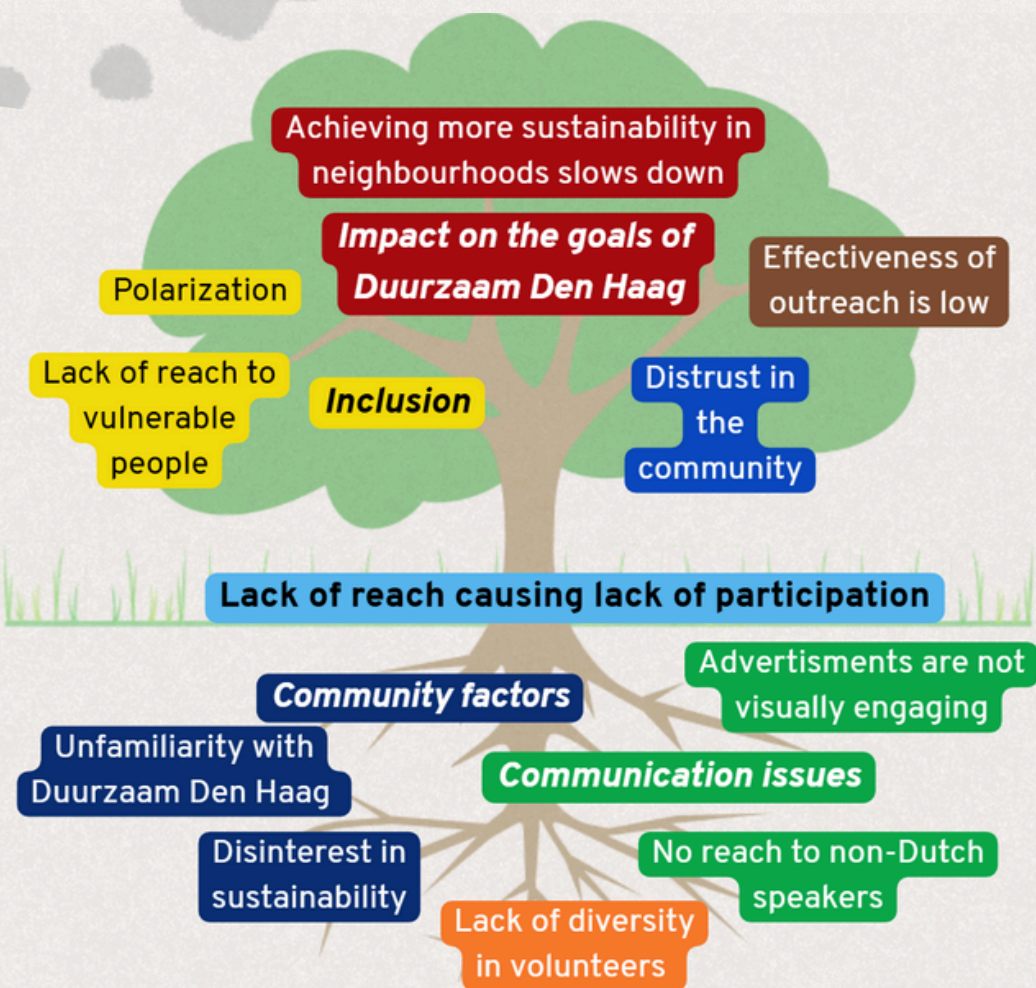 Achieving more sustainability in
neighbourhoods slows down
Impact on the goals of
Duurzaam Den Haag
Effectiveness of
outreach is low
Polarization
Lack of reach to
vulnerable
people
Inclusion
Distrust in
the
community
Lack of reach causing lack of participation
Advertisments are not
visually engaging
Community factors
Unfamiliarity with
Duurzaam Den Haag
Communication issues
Disinterest in
sustainability
No reach to non-Dutch
speakers
Lack of diversity
in volunteers